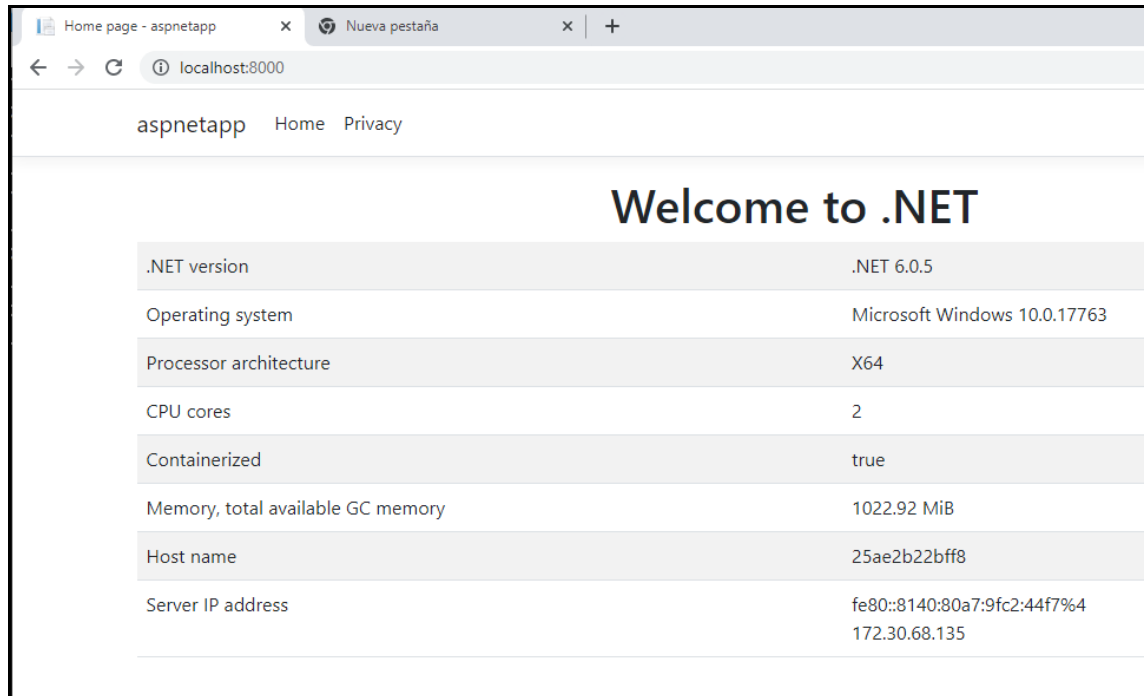 Home page - aspnetapp Nueva pestaña
localhost:8000
aspnetapp Home Privacy
Welcome to .NET
.NET version .NET 6.0.5
Operating system Microsoft Windows 10.0.17763
Processor architecture X64
CPU cores 2
Containerized true
Memory, total available GC memory 1022.92 MiB
Host name 25ae2b22bff8
Server IP address fe80::8140:80a7:9fc2:44f7%4
172.30.68.135